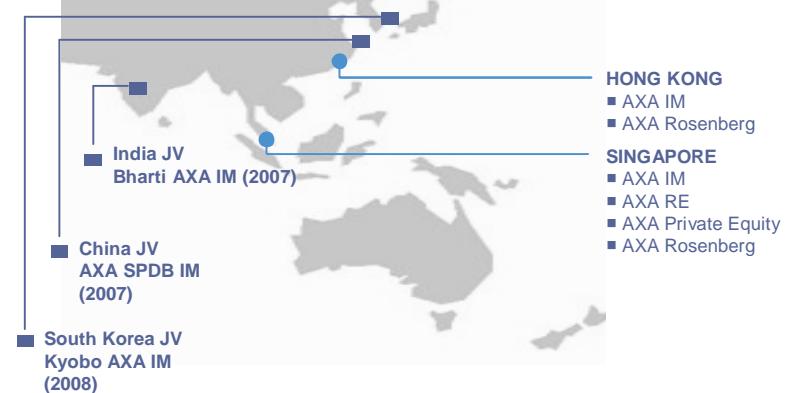 HONG KONG
AXA IM
AXA Rosenberg
SINGAPORE
AXA IM
AXA RE
AXA Private Equity
AXA Rosenberg
India JV
Bharti AXA IM (2007)
China JV
AXA SPDB IM
(2007)
South Korea JV
Kyobo AXA IM
(2008)